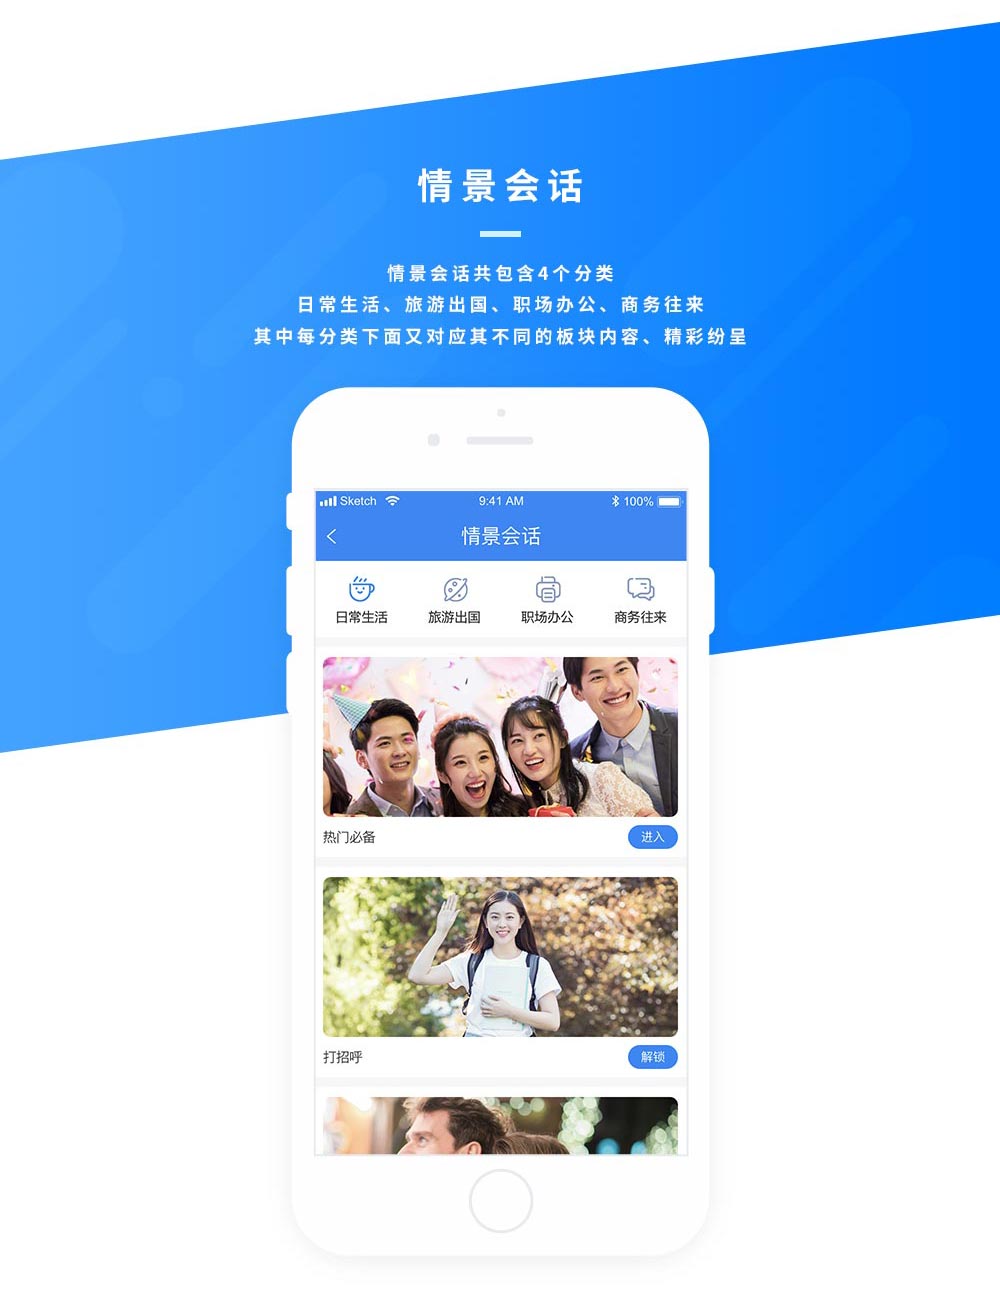 情景会话
情景会话共包含4个分类
日常生活、旅游出国、职场办公、商务往来
其中每分类下面又对应其不同的板块内容、精彩纷呈
Sketch 9:41 AM 100%
情景会话
日常生活 旅游出国 职场办公 商务往来
热门必备 进入
打招呼 解锁